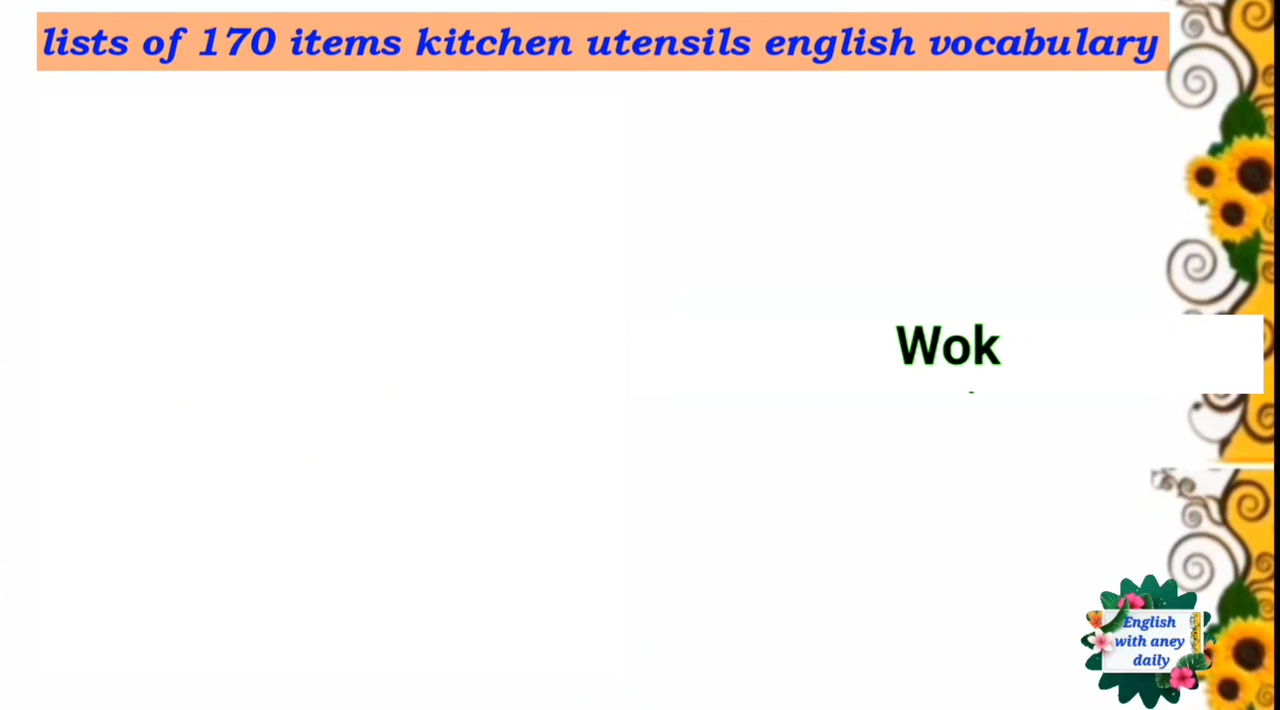 lists of 170 items kitchen utensils english vocabulary
Wok
English
with aney
daily